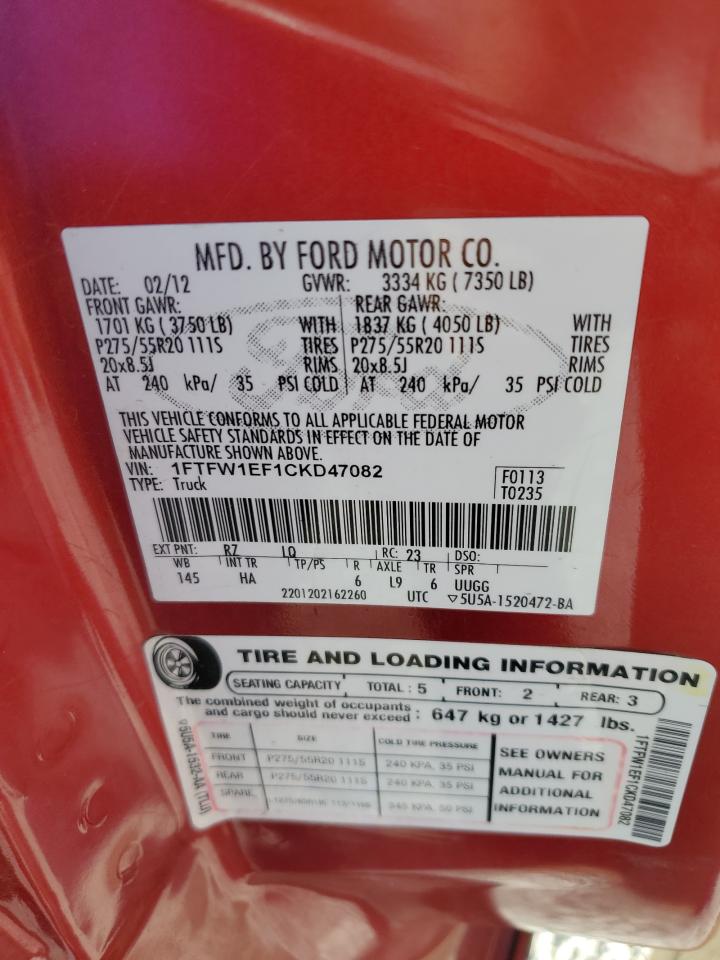 MFD. BY FORD MOTOR CO.
DATE: 02/12 GVWR: 3334 KG ( 7350 LB)
FRONT GAWR: REAR GAWR:
1701 KG ( 3750 LB) WITH 1837 KG ( 4050 LB) WITH
P275/55R20 111S TIRES P275/55R20 111S TIRES
20x8.5J RIMS 20x8.5J RIMS
AT 240 kPa/ 35 PSI COLD AT 240 kPa/ 35 PSI COLD
THIS VEHICLE CONFORMS TO ALL APPLICABLE FEDERAL MOTOR
VEHICLE SAFETY STANDARDS IN EFFECT ON THE DATE OF
MANUFACTURE SHOWN ABOVE.
VIN: 1FTFW1EF1CKD47082 F0113
TYPE: Truck T0235
EXT PNT: RZ LQ RC: 23 DSO:
WB INT TR TP/PS R AXLE TR SPR
145 HA 6 L9 6 UUGG
2201202162260 UTC ▽5U5A-1520472-BA
TIRE AND LOADING INFORMATION
SEATING CAPACITY TOTAL : 5 FRONT: 2 REAR: 3
The combined weight of occupants
and cargo should never exceed : 647 kg or 1427 lbs.
TIRE SIZE COLD TIRE PRESSURE
FRONT P275/55R20 111S 240 KPA, 35 PSI
REAR P275/55R20 111S 240 KPA, 35 PSI
SPARE
SEE OWNERS
MANUAL FOR
ADDITIONAL
INFORMATION
▽5U5A-1532-AA (TLU)
1FTFW1EF1CKD47082